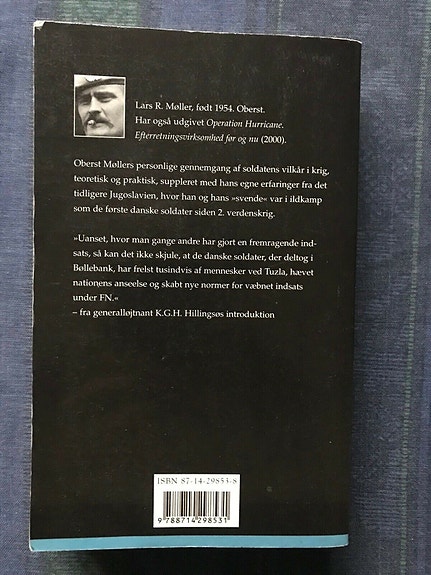 Lars R. Møller, født 1954. Oberst.
Har også udgivet Operation Hurricane.
Efterretningsvirksomhed før og nu (2000).
Oberst Møllers personlige gennemgang af soldatens vilkår i krig,
teoretisk og praktisk, suppleret med hans egne erfaringer fra det
tidligere Jugoslavien, hvor han og hans »svende« var i ildkamp
som de første danske soldater siden 2. verdenskrig.
»Uanset, hvor man gange andre har gjort en fremragende ind-
sats, så kan det ikke skjule, at de danske soldater, der deltog i
Bøllebank, har frelst tusindvis af mennesker ved Tuzla, hævet
nationens anseelse og skabt nye normer for væbnet indsats
under FN.«
– fra generalløjtnant K.G.H. Hillingsøs introduktion
ISBN 87-14-29853-8
9 788714 298531